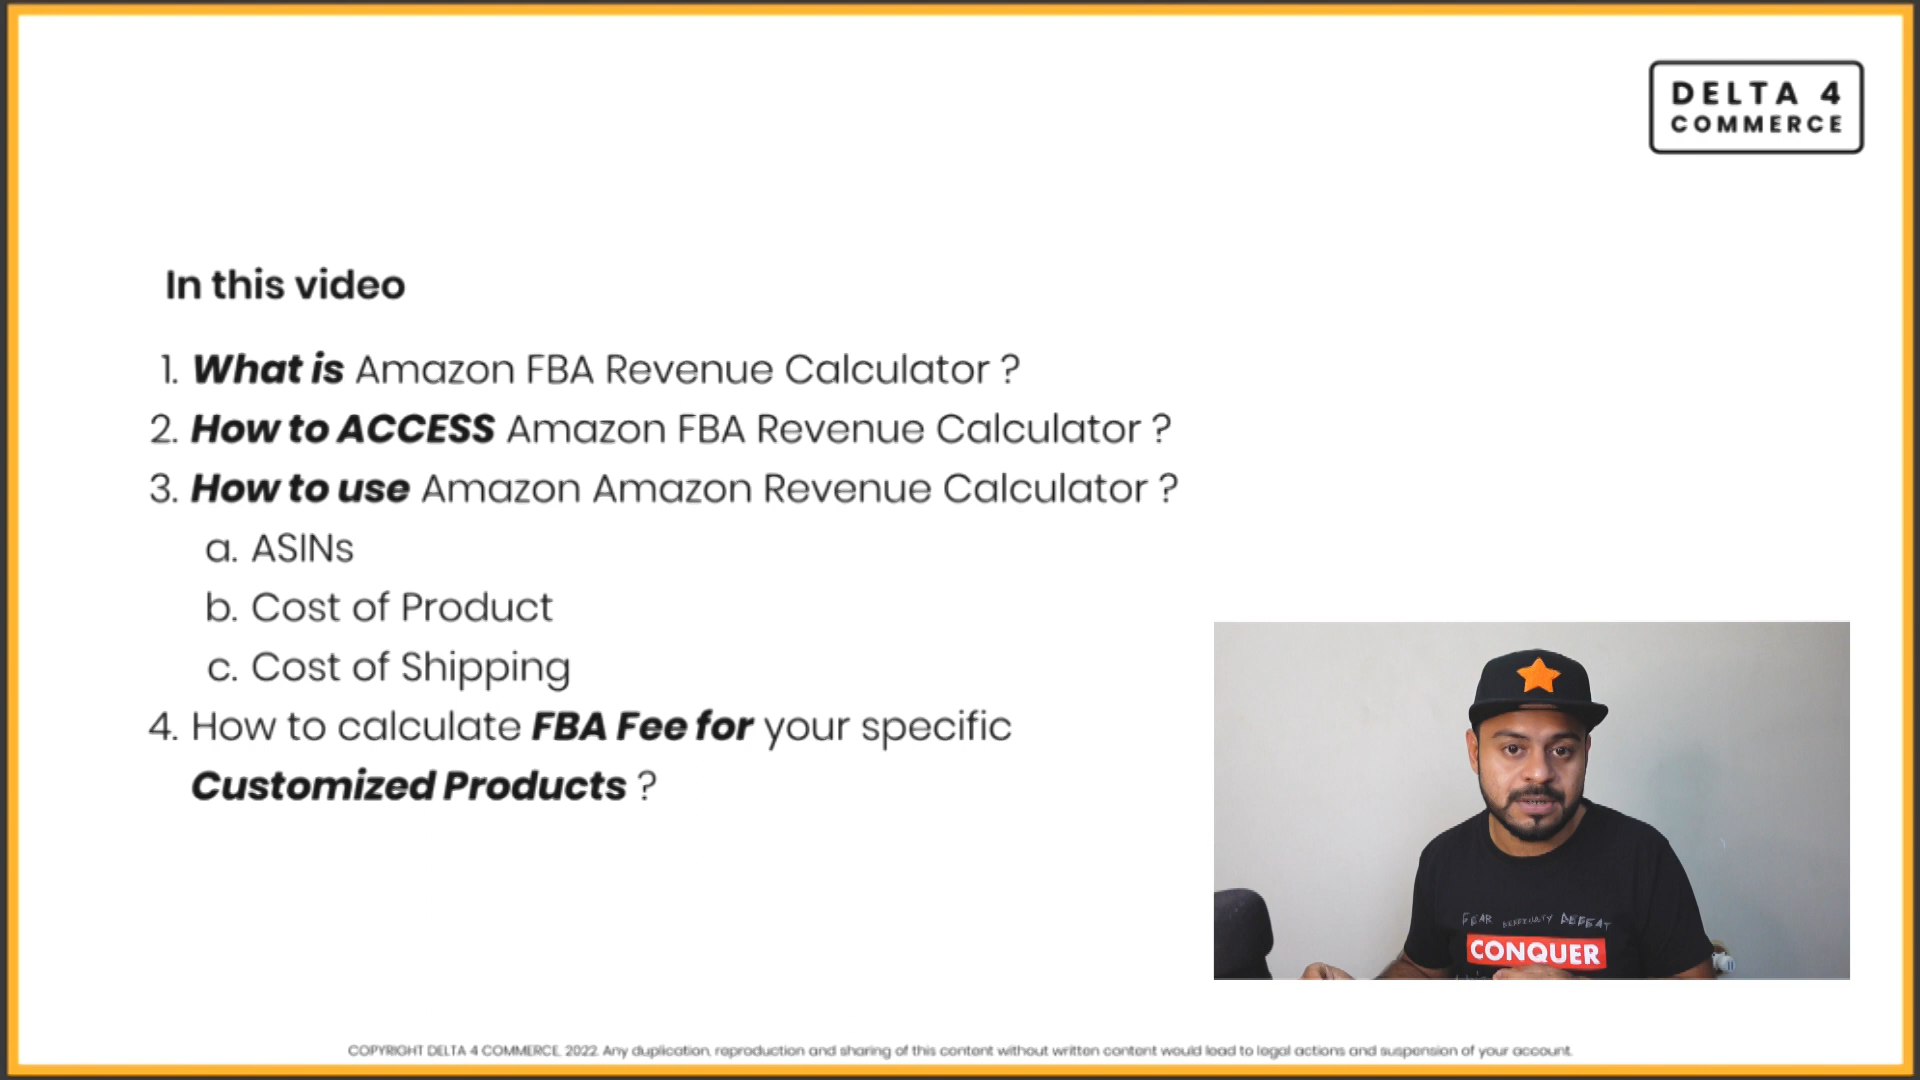 DELTA 4
COMMERCE
In this video
1. What is Amazon FBA Revenue Calculator ?
2. How to ACCESS Amazon FBA Revenue Calculator ?
3. How to use Amazon Amazon Revenue Calculator ?
a. ASINs
b. Cost of Product
c. Cost of Shipping
4. How to calculate FBA Fee for your specific
Customized Products ?
FEAR DEFEAT
CONQUER
COPYRIGHT DELTA 4 COMMERCE. 2022. Any duplication, reproduction and sharing of this content without written content would lead to legal actions and suspension of your account.